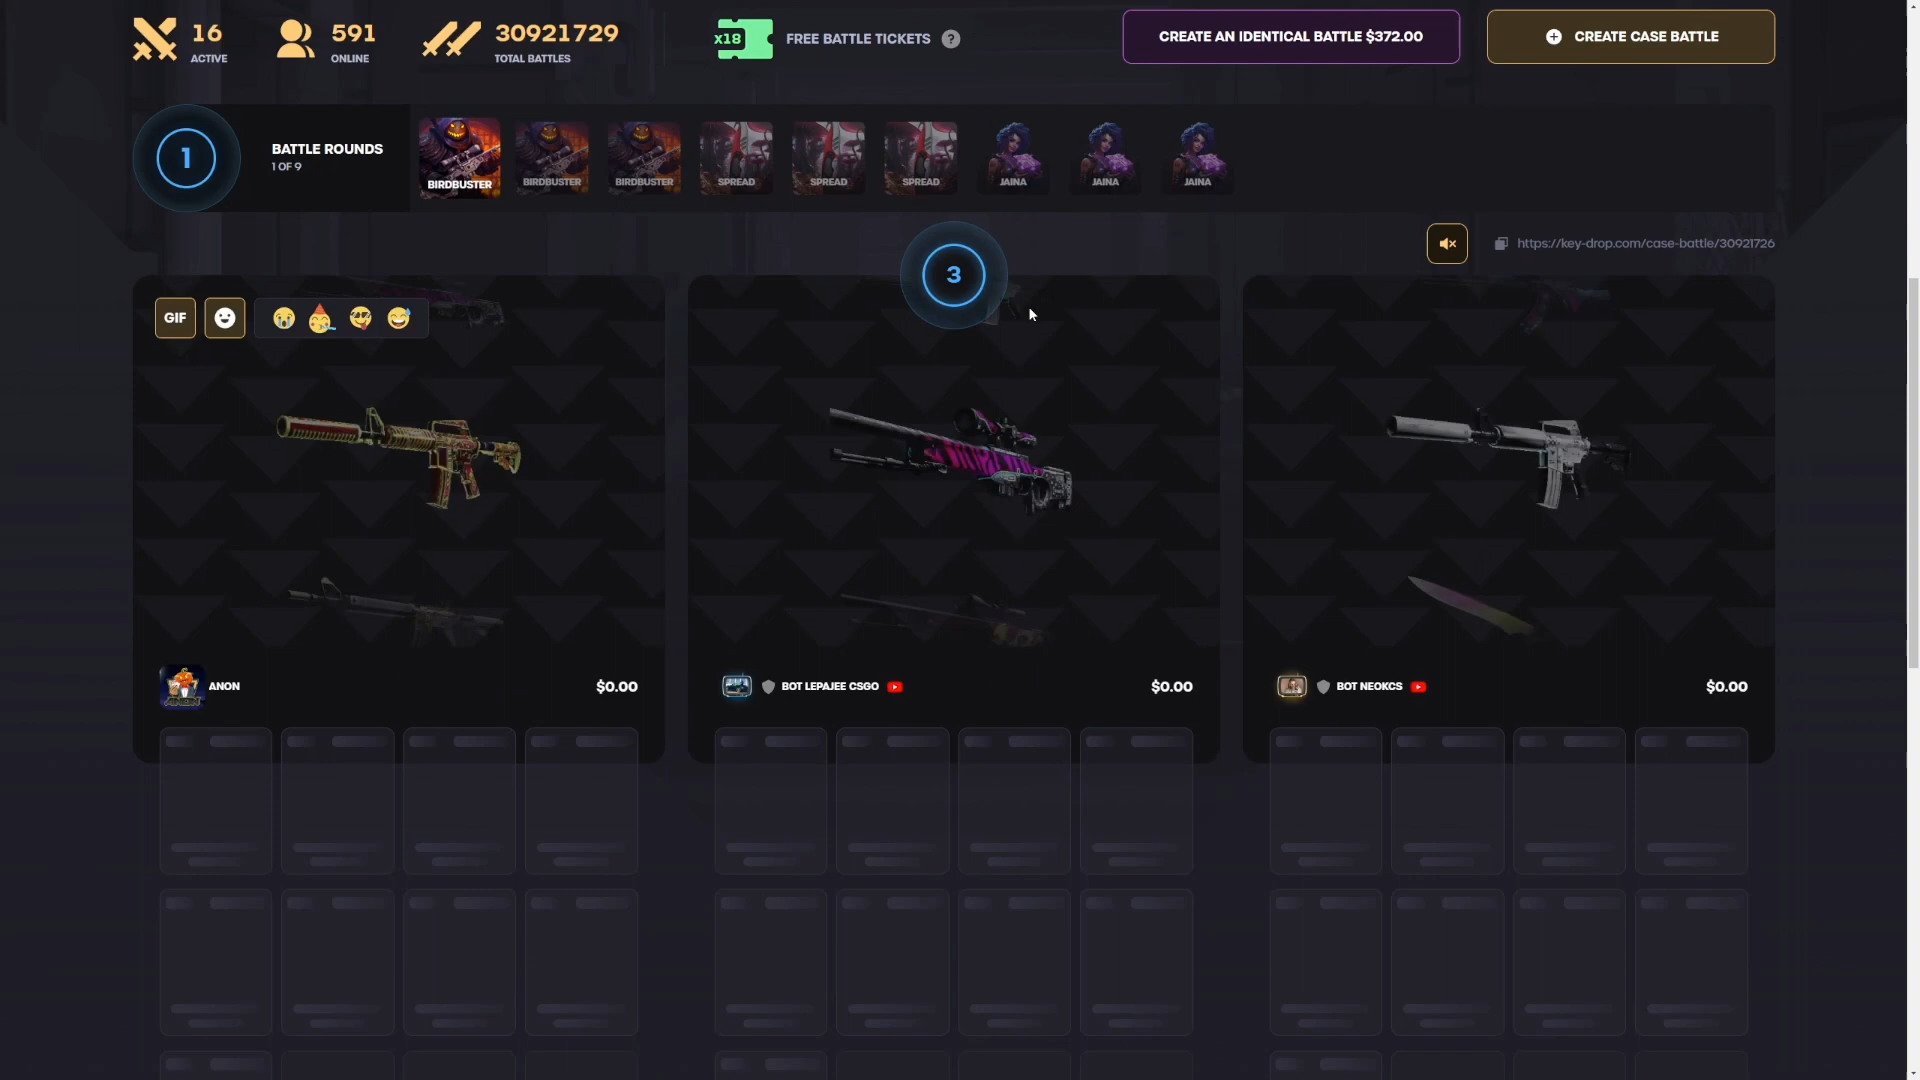 16
ACTIVE
591
ONLINE
30921729
TOTAL BATTLES
x18
FREE BATTLE TICKETS ?
CREATE AN IDENTICAL BATTLE $372.00
CREATE CASE BATTLE
1
BATTLE ROUNDS
1 OF 9
BIRDBUSTER
BIRDBUSTER
BIRDBUSTER
SPREAD
SPREAD
SPREAD
JAINA
JAINA
JAINA
3
https://key-drop.com/case-battle/30921726
GIF
ANON
$0.00
BOT LEPAJEE CSGO
$0.00
BOT NEOKCS
$0.00